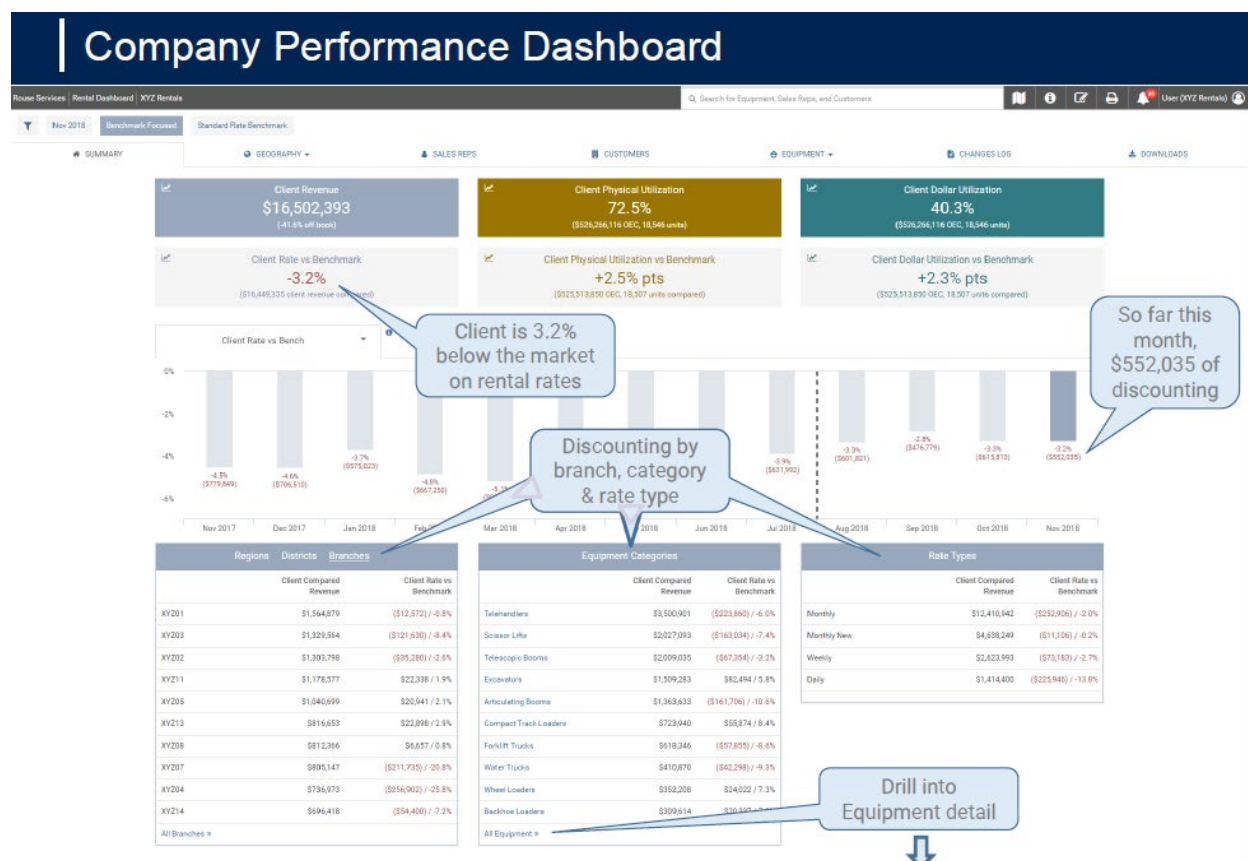 Company Performance Dashboard
Rouse Services | Rental Dashboard | XYZ Rentals
Search for Equipment, Sales Reps, and Customers
User (XYZ Rentals)
Nov 2018 Benchmark Focused Standard Rate Benchmark
SUMMARY GEOGRAPHY SALES REPS CUSTOMERS EQUIPMENT CHANGES LOG DOWNLOADS
Client Revenue
$16,502,393
(-41.6% off book)
Client Physical Utilization
72.5%
($526,266,116 OEC, 18,546 units)
Client Dollar Utilization
40.3%
($526,266,116 OEC, 18,546 units)
Client Rate vs Benchmark
-3.2%
($16,449,335 client revenue compared)
Client Physical Utilization vs Benchmark
+2.5% pts
($525,513,850 OEC, 18,507 units compared)
Client Dollar Utilization vs Benchmark
+2.3% pts
($525,513,850 OEC, 18,507 units compared)
Client is 3.2%
below the market
on rental rates
So far this
month,
$552,035 of
discounting
Client Rate vs Bench
0%
-2%
-4%
-6%
-4.5%
($779,849)
-4.6%
($706,510)
-3.7%
($575,023)
-4.8%
($667,250)
-3.9%
($631,992)
-3.3%
($601,821)
-2.8%
($476,779)
-3.3%
($615,813)
-3.2%
($552,035)
Discounting by
branch, category
& rate type
Nov 2017 Dec 2017 Jan 2018 Feb Mar 2018 Apr 2018 2018 Jun 2018 Jul 2018 Aug 2018 Sep 2018 Oct 2018 Nov 2018
Regions Districts Branches
Client Compared Revenue Client Rate vs Benchmark
XYZ01 $1,564,879 ($12,572) / -0.8%
XYZ03 $1,329,564 ($121,630) / -8.4%
XYZ02 $1,303,798 ($35,280) / -2.6%
XYZ11 $1,178,577 $22,338 / 1.9%
XYZ05 $1,040,699 $20,941 / 2.1%
XYZ13 $816,653 $22,898 / 2.9%
XYZ08 $812,366 $6,657 / 0.8%
XYZ07 $805,147 ($211,735) / -20.8%
XYZ04 $736,973 ($256,902) / -25.8%
XYZ14 $696,418 ($54,400) / -7.2%
All Branches »
Equipment Categories
Client Compared Revenue Client Rate vs Benchmark
Telehandlers $3,500,901 ($223,860) / -6.0%
Scissor Lifts $2,027,093 ($163,034) / -7.4%
Telescopic Booms $2,009,035 ($67,354) / -3.2%
Excavators $1,509,283 $82,494 / 5.8%
Articulating Booms $1,363,633 ($161,706) / -10.6%
Compact Track Loaders $723,940 $55,874 / 8.4%
Forklift Trucks $618,346 ($57,855) / -8.6%
Water Trucks $410,870 ($42,298) / -9.3%
Wheel Loaders $352,208 $24,022 / 7.3%
Backhoe Loaders $309,614
All Equipment »
Rate Types
Client Compared Revenue Client Rate vs Benchmark
Monthly $12,410,942 ($252,906) / -2.0%
Monthly New $4,638,249 ($11,106) / -0.2%
Weekly $2,623,993 ($73,183) / -2.7%
Daily $1,414,400 ($225,946) / -13.8%
Drill into
Equipment detail